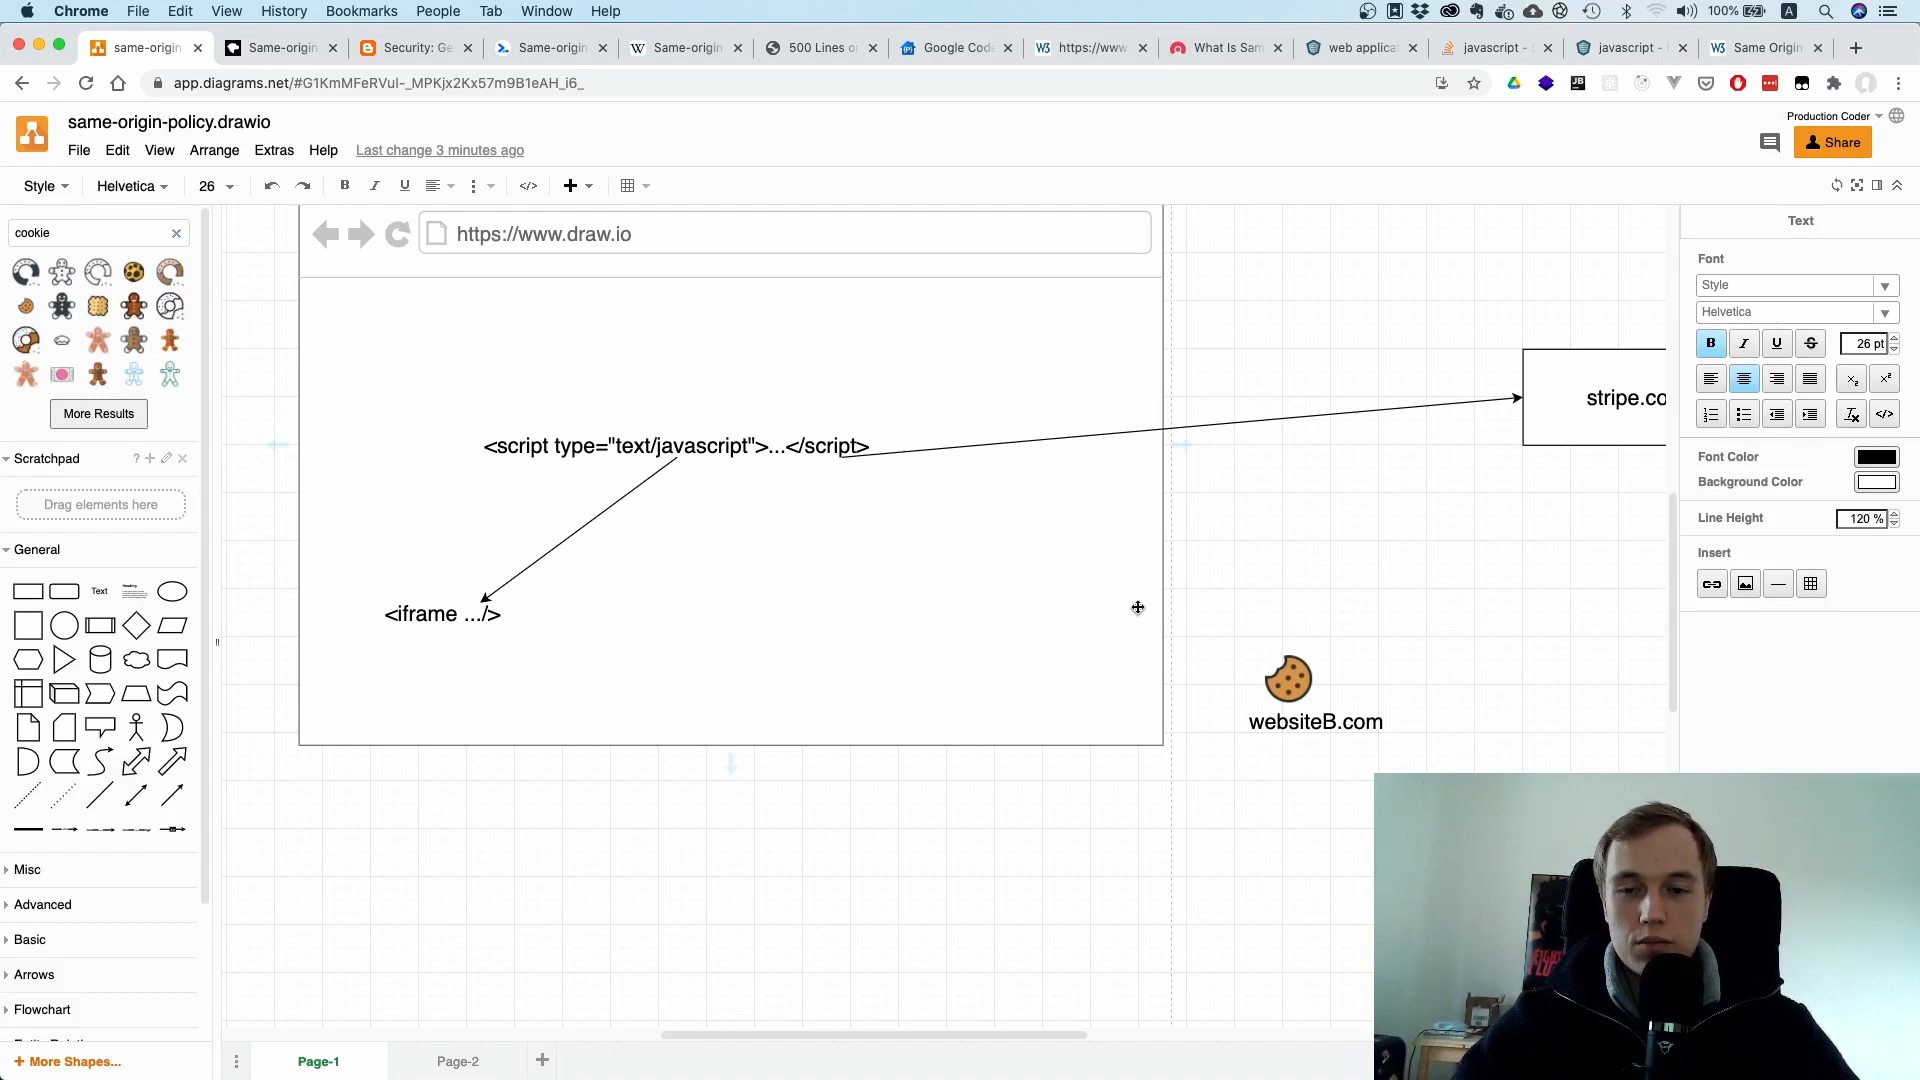 Chrome File Edit View History Bookmarks People Tab Window Help
100% A
same-origin Same-origin Security: Ge Same-origin Same-origin 500 Lines o Google Cod https://www What Is Sam web applica javascript - S javascript - Same Origin
app.diagrams.net/#G1KmMFeRVuI-_MPKjx2Kx57m9B1eAH_i6_
same-origin-policy.drawio
Production Coder
File Edit View Arrange Extras Help Last change 3 minutes ago
Share
Style Helvetica 26 B I U
cookie
More Results
Scratchpad
Drag elements here
General
Text
Heading
Misc
Advanced
Basic
Arrows
Flowchart
More Shapes...
https://www.draw.io
<script type="text/javascript">...</script>
stripe.co
<iframe .../>
websiteB.com
Page-1 Page-2
Text
Font
Style
Helvetica
B I U S 26 pt
Font Color
Background Color
Line Height 120 %
Insert